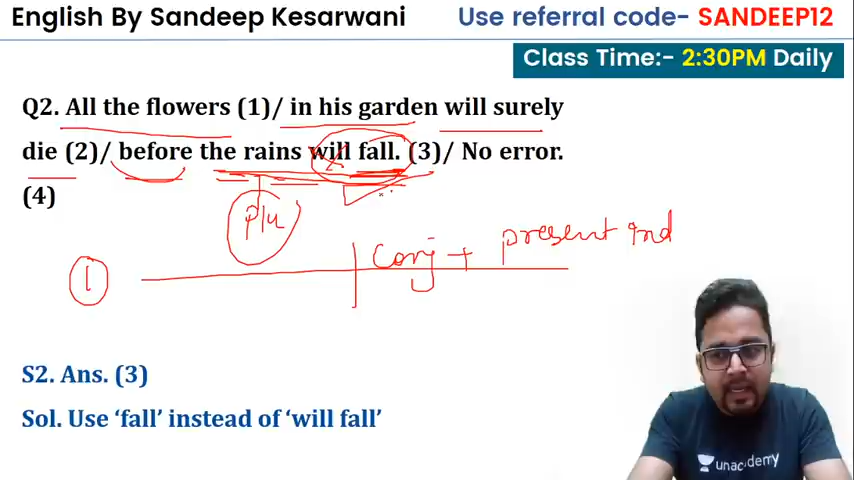 English By Sandeep Kesarwani
Use referral code- SANDEEP12
Class Time:- 2:30PM Daily
Q2. All the flowers (1)/ in his garden will surely
die (2)/ before the rains will fall. (3)/ No error.
(4)
Plu
1
Conj + present ind
S2. Ans. (3)
Sol. Use ‘fall’ instead of ‘will fall’
unacademy